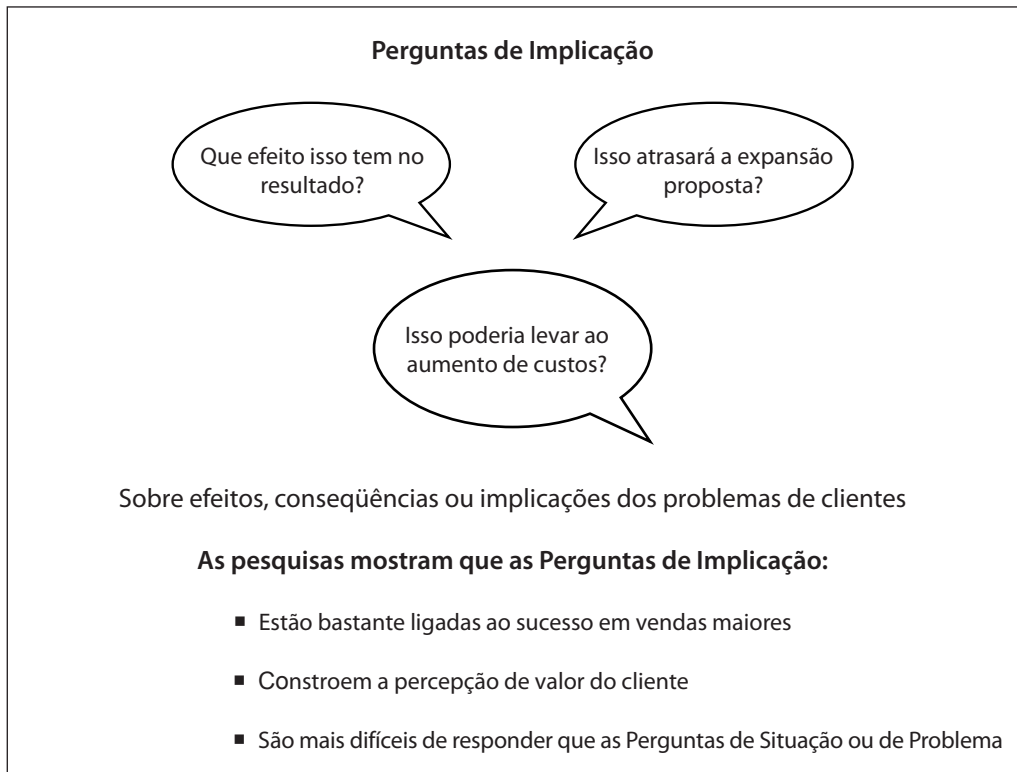 Perguntas de Implicação
Que efeito isso tem no
resultado?
Isso atrasará a expansão
proposta?
Isso poderia levar ao
aumento de custos?
Sobre efeitos, conseqüências ou implicações dos problemas de clientes
As pesquisas mostram que as Perguntas de Implicação:
▪ Estão bastante ligadas ao sucesso em vendas maiores
▪ Constroem a percepção de valor do cliente
▪ São mais difíceis de responder que as Perguntas de Situação ou de Problema